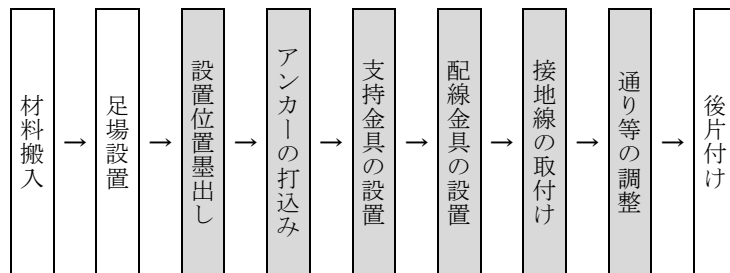 材料搬入
→
足場設置
→
設置位置墨出し
→
アンカーの打込み
→
支持金具の設置
→
配線金具の設置
→
接地線の取付け
→
通り等の調整
→
後片付け